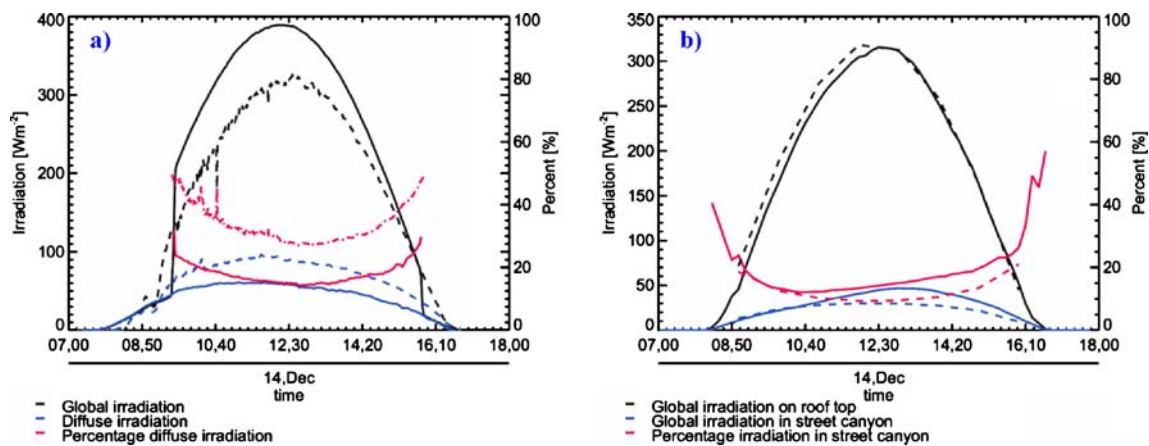 a)
400
300
200
100
0
Irradiation [Wm-2]
100
80
60
40
20
0
Percent [%]
07,00 08,50 10,40 12,30 14,20 16,10 18,00
14,Dec
time
Global irradiation
Diffuse irradiation
Percentage diffuse irradiation
b)
350
300
250
200
150
100
50
0
Irradiation [Wm-2]
100
80
60
40
20
0
Percent [%]
07,00 08,50 10,40 12,30 14,20 16,10 18,00
14,Dec
time
Global irradiation on roof top
Global irradiation in street canyon
Percentage irradiation in street canyon